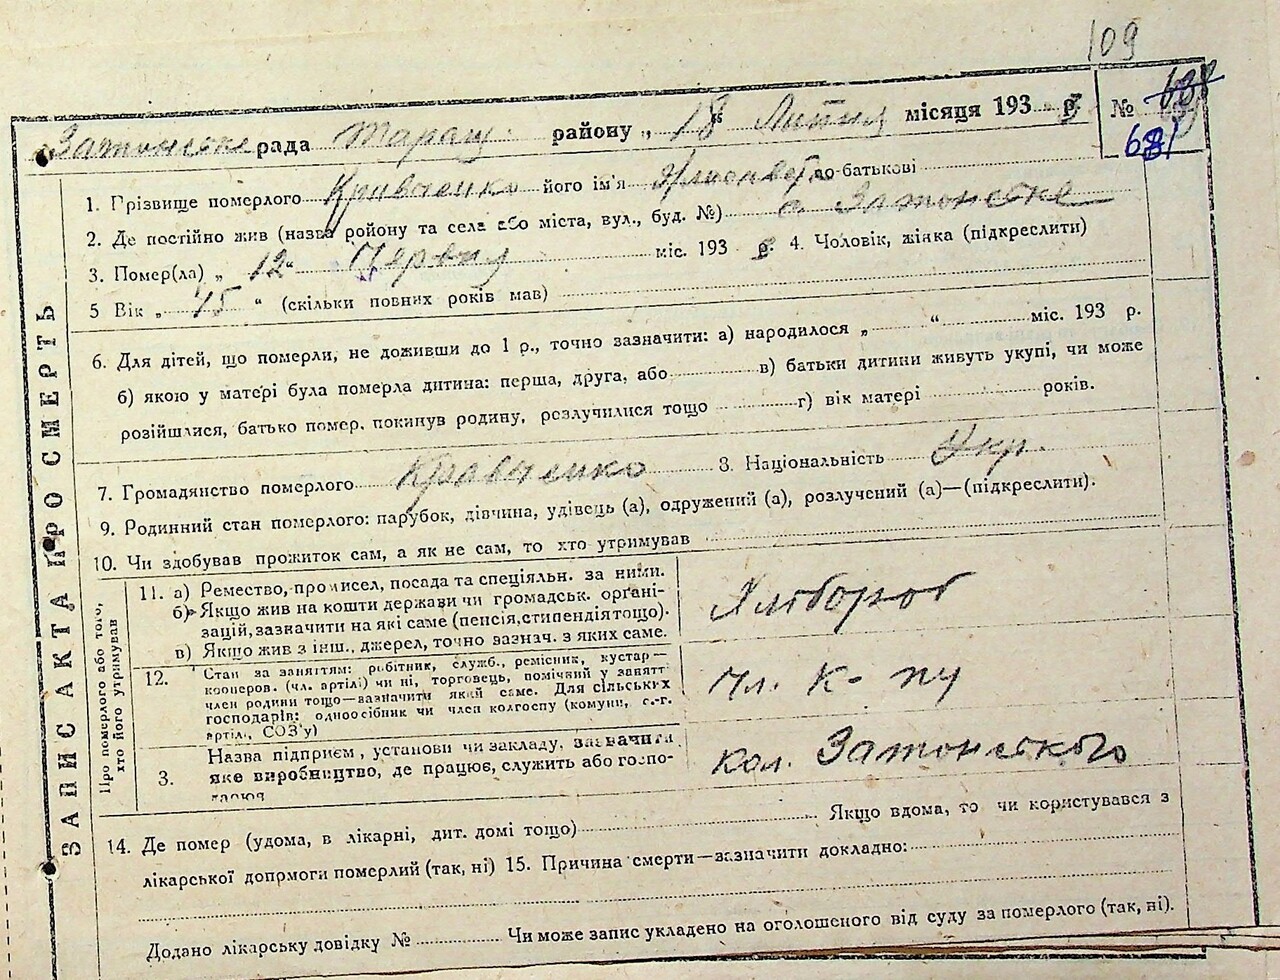 109
Затонське рада Таращ. району „ 18 " Липня місяця 193 3 р. № 681
1. Прізвище померлого Кравченко його ім'я по-батькові
2. Де постійно жив (назва району та села або міста, вул., буд. №) с. Затонське
3. Помер(ла) „ 12 " Червня міс. 193 р. 4. Чоловік, жінка (підкреслити)
5 Вік „ 45 " (скільки повних років мав)
6. Для дітей, що померли, не доживши до 1 р., точно зазначити: а) народилося „ " міс. 193 р.
б) якою у матері була померла дитина: перша, друга, або в) батьки дитини живуть укупі, чи може
розійшлися, батько помер, покинув родину, розлучилися тощо г) вік матері років.
7. Громадянство померлого Кравченко 8. Національність Укр.
9. Родинний стан померлого: парубок, дівчина, удівець (а), одружений (а), розлучений (а)—(підкреслити).
10. Чи здобував прожиток сам, а як не сам, то хто утримував
11. а) Ремество, промисел, посада та спеціяльн. за ними.
б) Якщо жив на кошти держави чи громадськ. орґані-
зацій, зазначити на які саме (пенсія, стипендія тощо).
в) Якщо жив з інш., джерел, точно зазнач. з яких саме.
Хлібороб
12. Стан за заняттям: робітник, служб., ремісник, кустар—
кооперов. (чл. артілі) чи ні, торговець, помічний у занятт
член родини тощо—зазначити який саме. Для сільських
господарів: одноосібник чи член колгоспу (комуни, с.-г.
артіл., СОЗ'у)
чл. к-пу
3. Назва підприєм., установи чи закладу, зазначити
яке виробництво, де працює, служить або госпо-
дарює
кол. Затонського
14. Де помер (удома, в лікарні, дит. домі тощо) Якщо вдома, то чи користувався з
лікарської допрмоги померлий (так, ні) 15. Причина смерти—зазначити докладно:
Додано лікарську довідку № Чи може запис укладено на оголошеного від суду за померлого (так, ні).
ЗАПИС АКТА ПРО СМЕРТЬ
Про померлого або того,
хто його утримував